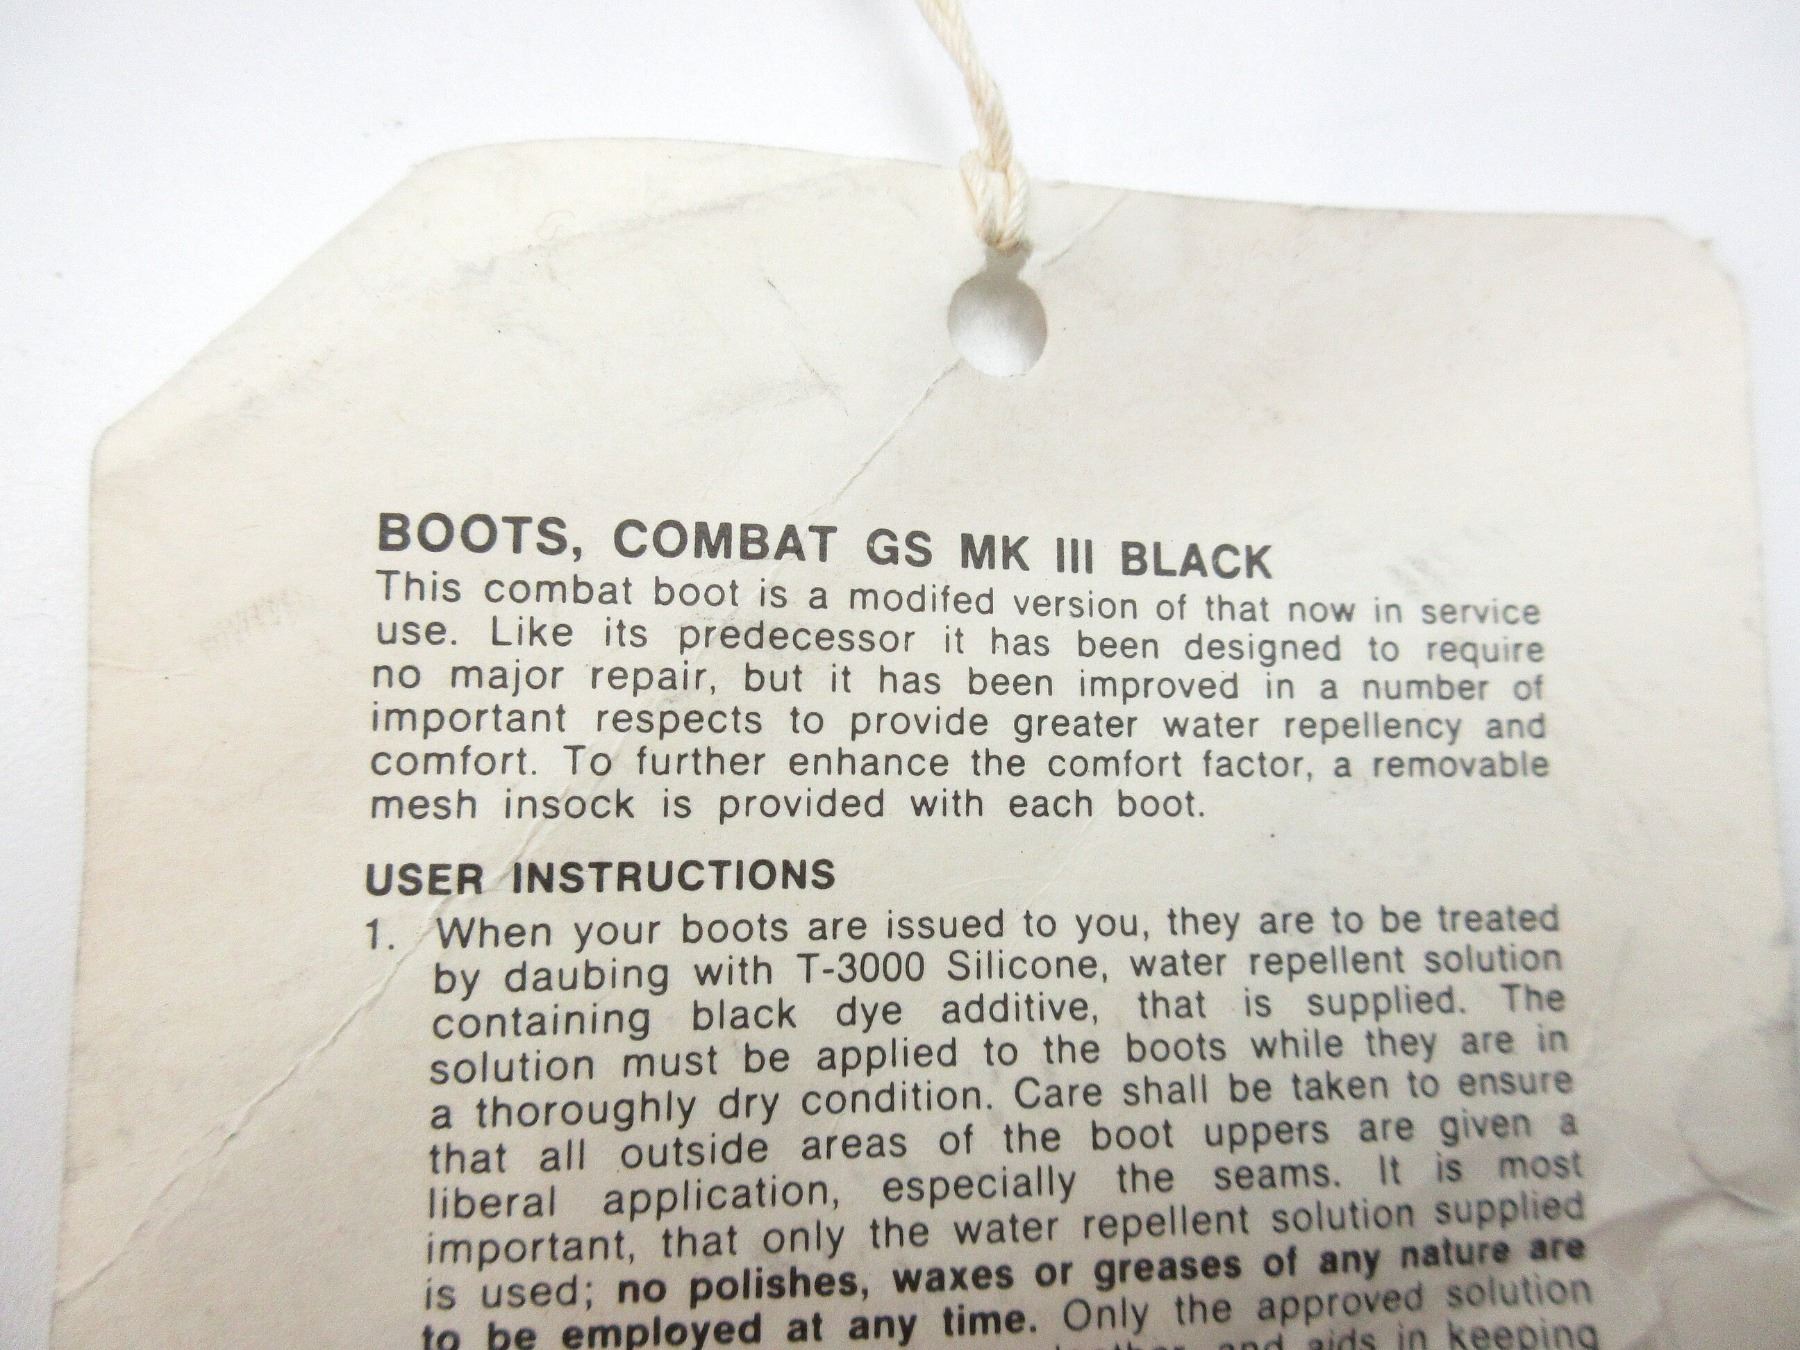 BOOTS, COMBAT GS MK III BLACK
This combat boot is a modifed version of that now in service
use. Like its predecessor it has been designed to require
no major repair, but it has been improved in a number of
important respects to provide greater water repellency and
comfort. To further enhance the comfort factor, a removable
mesh insock is provided with each boot.
USER INSTRUCTIONS
1. When your boots are issued to you, they are to be treated
by daubing with T-3000 Silicone, water repellent solution
containing black dye additive, that is supplied. The
solution must be applied to the boots while they are in
a thoroughly dry condition. Care shall be taken to ensure
that all outside areas of the boot uppers are given a
liberal application, especially the seams. It is most
important, that only the water repellent solution supplied
is used; no polishes, waxes or greases of any nature are
to be employed at any time. Only the approved solution
and aids in keeping